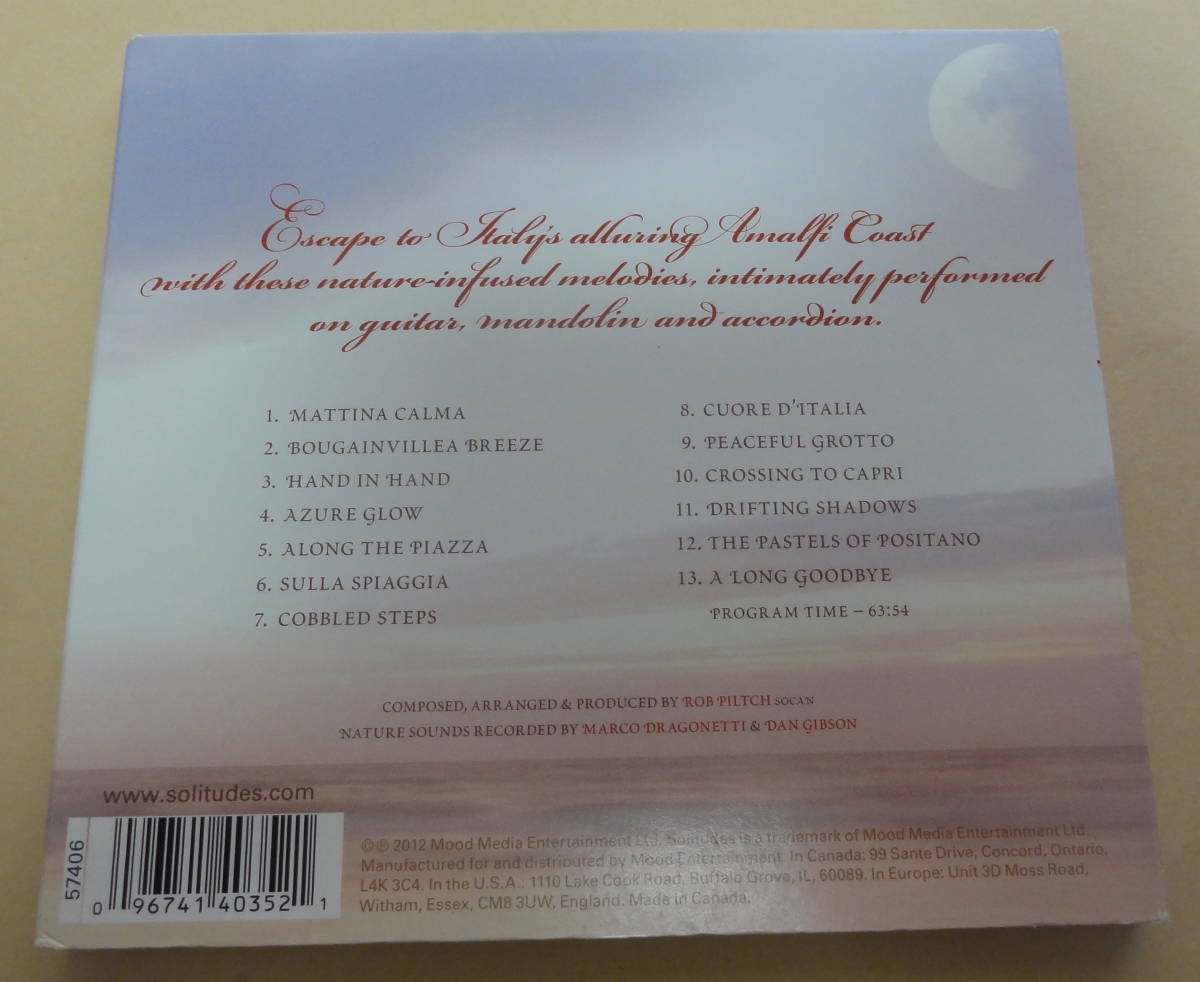 Escape to Italy's alluring Amalfi Coast
with these nature-infused melodies, intimately performed
on guitar, mandolin and accordion.
1. MATTINA CALMA
2. BOUGAINVILLEA BREEZE
3. HAND IN HAND
4. AZURE GLOW
5. ALONG THE PIAZZA
6. SULLA SPIAGGIA
7. COBBLED STEPS
8. CUORE D'ITALIA
9. PEACEFUL GROTTO
10. CROSSING TO CAPRI
11. DRIFTING SHADOWS
12. THE PASTELS OF POSITANO
13. A LONG GOODBYE
PROGRAM TIME – 63:54
COMPOSED, ARRANGED & PRODUCED BY ROB PILTCH SOCAN
NATURE SOUNDS RECORDED BY MARCO DRAGONETTI & DAN GIBSON
www.solitudes.com
57406
0 96741 40352 1
©℗ 2012 Mood Media Entertainment Ltd. Solitudes is a trademark of Mood Media Entertainment Ltd.
Manufactured for and distributed by Mood Entertainment. In Canada: 99 Sante Drive, Concord, Ontario,
L4K 3C4. In the U.S.A.: 1110 Lake Cook Road, Buffalo Grove, IL, 60089. In Europe: Unit 3D Moss Road,
Witham, Essex, CM8 3UW, England. Made in Canada.